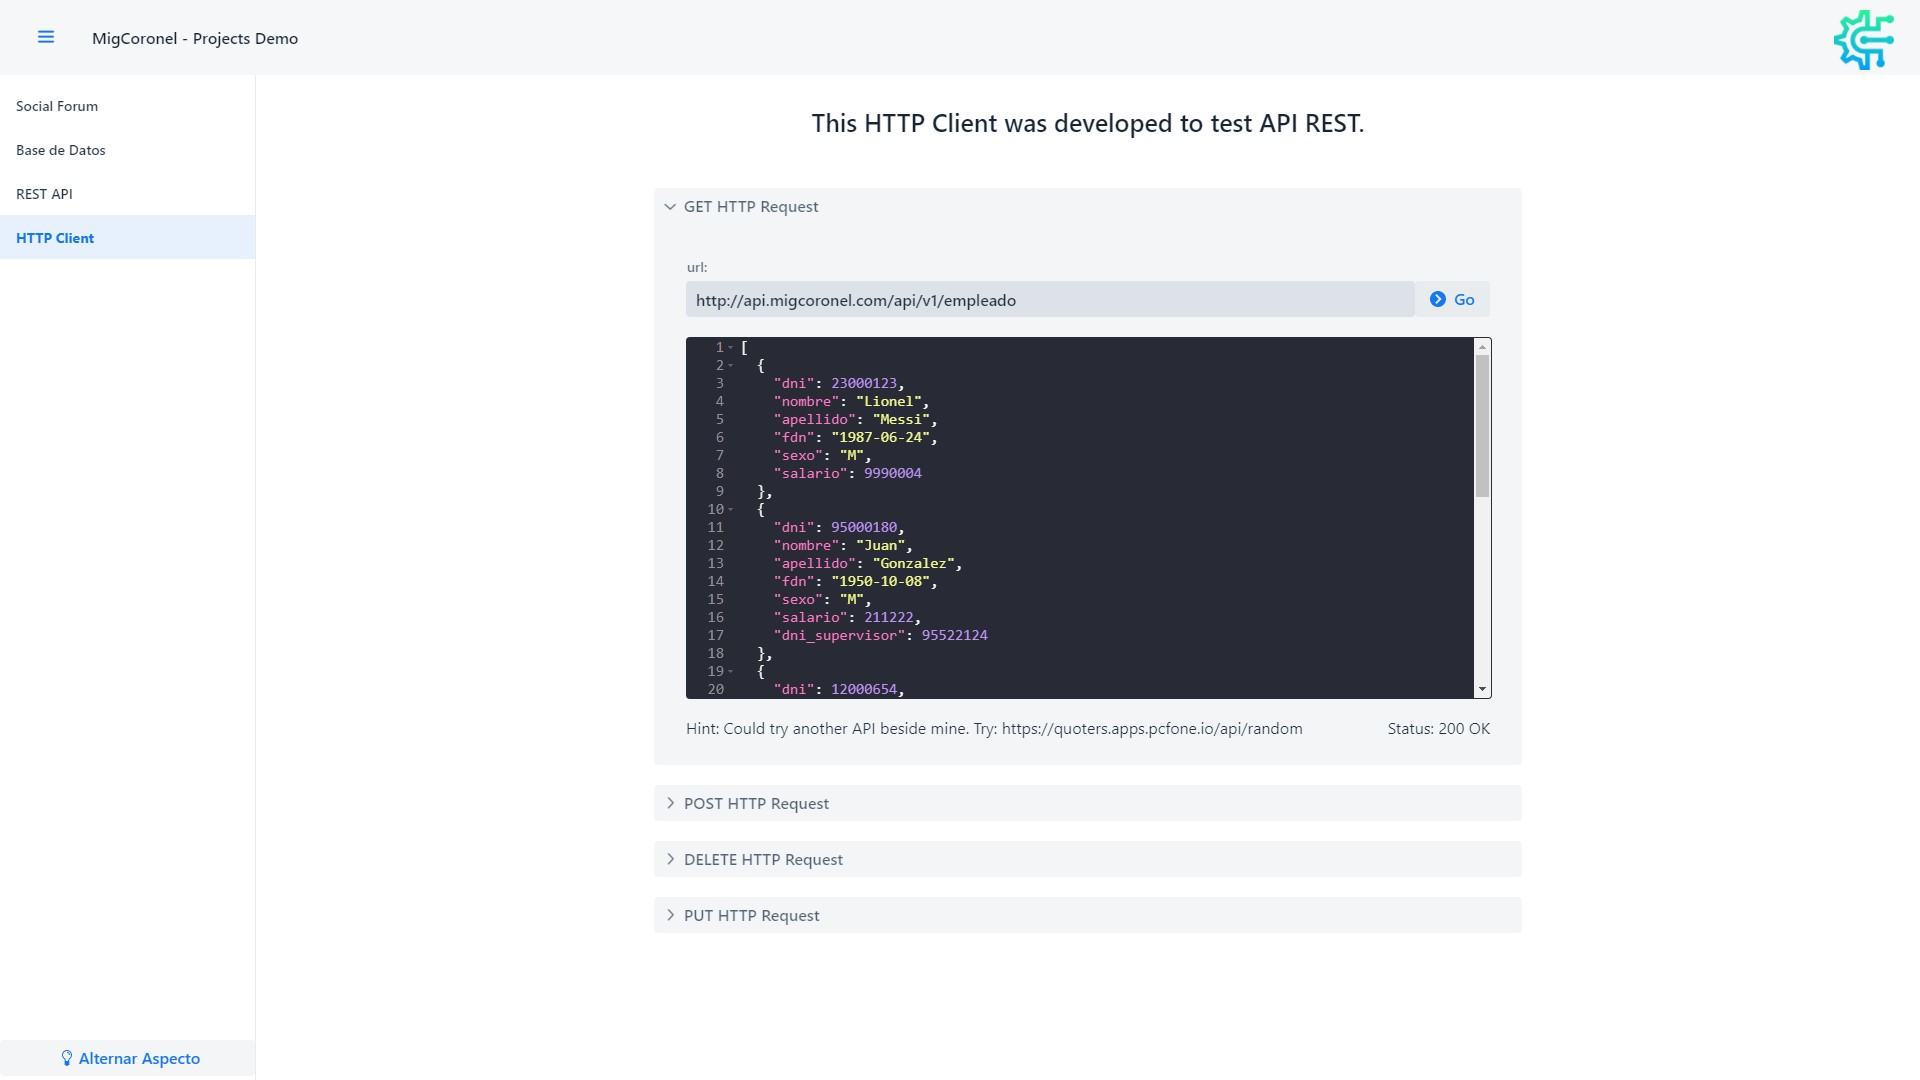 MigCoronel - Projects Demo
Social Forum
Base de Datos
REST API
HTTP Client
Alternar Aspecto
This HTTP Client was developed to test API REST.
GET HTTP Request
url:
http://api.migcoronel.com/api/v1/empleado
Go
1 [
2 {
3 "dni": 23000123,
4 "nombre": "Lionel",
5 "apellido": "Messi",
6 "fdn": "1987-06-24",
7 "sexo": "M",
8 "salario": 9990004
9 },
10 {
11 "dni": 95000180,
12 "nombre": "Juan",
13 "apellido": "Gonzalez",
14 "fdn": "1950-10-08",
15 "sexo": "M",
16 "salario": 211222,
17 "dni_supervisor": 95522124
18 },
19 {
20 "dni": 12000654,
Hint: Could try another API beside mine. Try: https://quoters.apps.pcfone.io/api/random Status: 200 OK
POST HTTP Request
DELETE HTTP Request
PUT HTTP Request